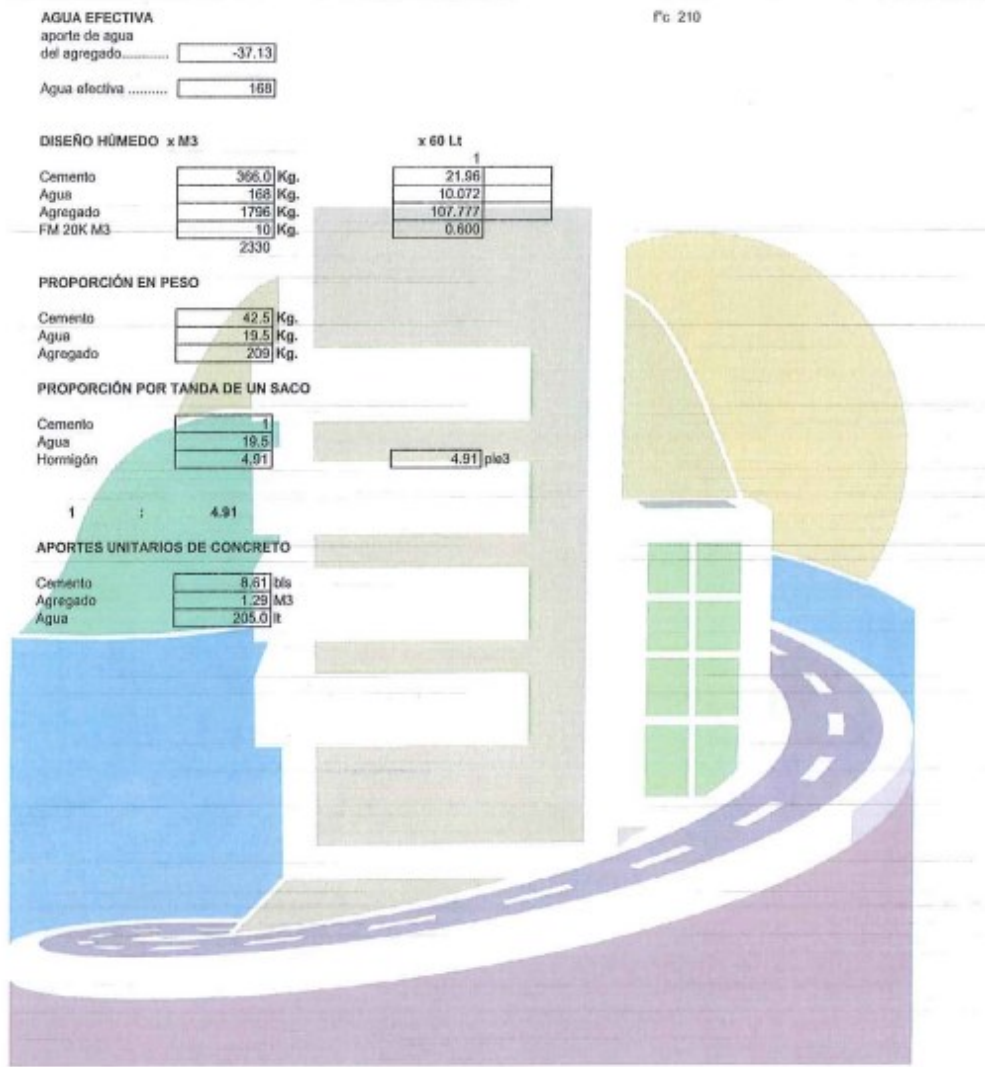 AGUA EFECTIVA
f'c 210
aporte de agua
del agregado............ -37.13
Agua efectiva .......... 168
DISEÑO HÚMEDO x M3 x 60 Lt
1
Cemento 366.0 Kg. 21.96
Agua 168 Kg. 10.072
Agregado 1796 Kg. 107.777
FM 20K M3 10 Kg. 0.600
2330
PROPORCIÓN EN PESO
Cemento 42.5 Kg.
Agua 19.5 Kg.
Agregado 209 Kg.
PROPORCIÓN POR TANDA DE UN SACO
Cemento 1
Agua 19.5
Hormigón 4.91 4.91 pie3
1 : 4.91
APORTES UNITARIOS DE CONCRETO
Cemento 8.61 bls
Agregado 1.29 M3
Agua 205.0 lt